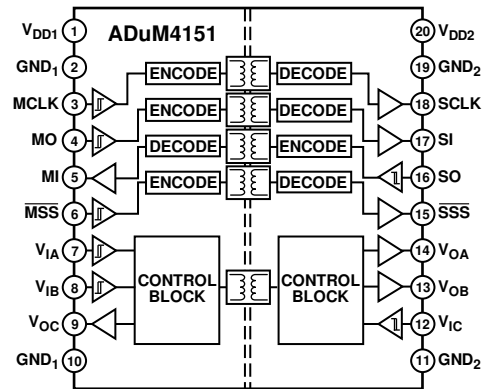 ADuM4151
VDD1 1
20 VDD2
GND1 2
19 GND2
MCLK 3 ENCODE DECODE 18 SCLK
MO 4 ENCODE DECODE 17 SI
MI 5 DECODE ENCODE 16 SO
MSS 6 ENCODE DECODE 15 SSS
VIA 7
14 VOA
VIB 8 CONTROL BLOCK CONTROL BLOCK 13 VOB
VOC 9
12 VIC
GND1 10
11 GND2